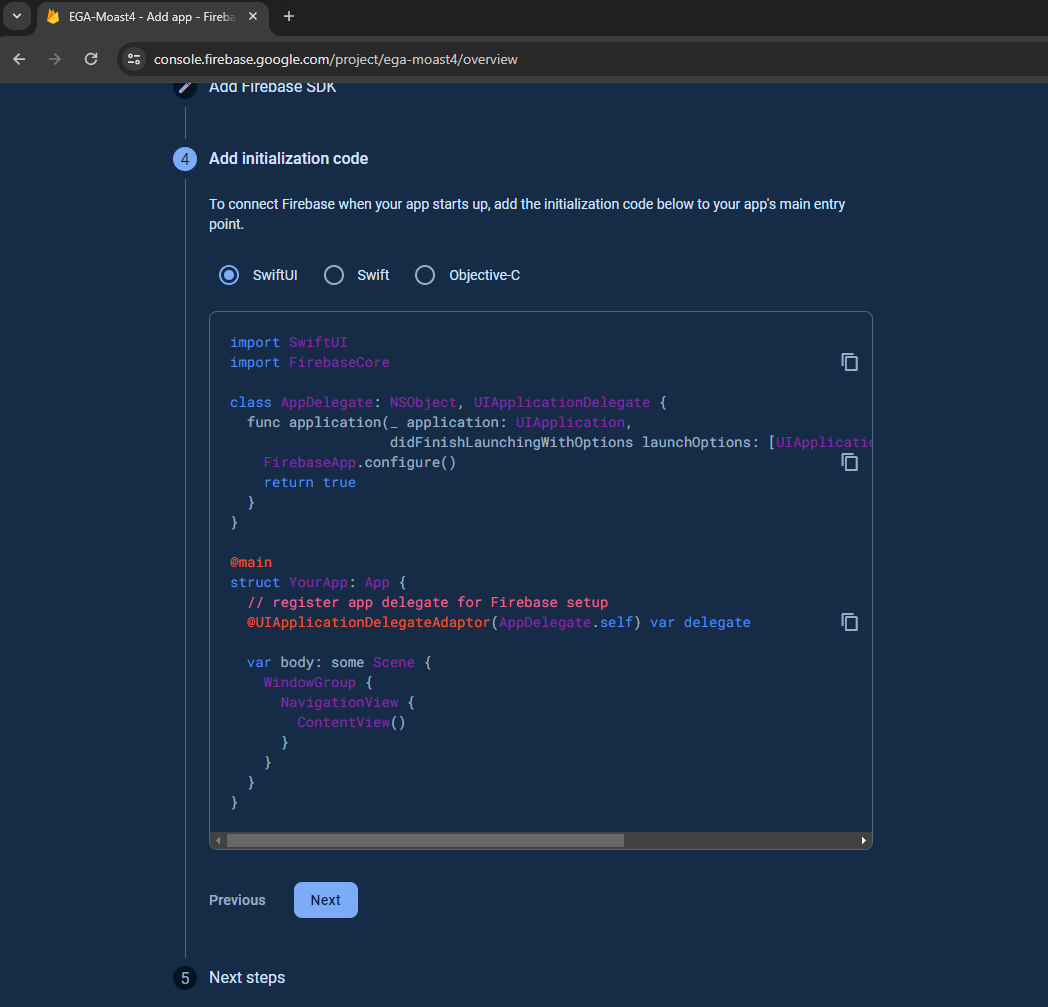 EGA-Moast4 - Add app - Fireba
console.firebase.google.com/project/ega-moast4/overview
Add Firebase SDK
4 Add initialization code
To connect Firebase when your app starts up, add the initialization code below to your app's main entry
point.
SwiftUI Swift Objective-C
import SwiftUI
import FirebaseCore
class AppDelegate: NSObject, UIApplicationDelegate {
func application(_ application: UIApplication,
didFinishLaunchingWithOptions launchOptions: [UIApplicatio
FirebaseApp.configure()
return true
}
}
@main
struct YourApp: App {
// register app delegate for Firebase setup
@UIApplicationDelegateAdaptor(AppDelegate.self) var delegate
var body: some Scene {
WindowGroup {
NavigationView {
ContentView()
}
}
}
}
Previous Next
5 Next steps